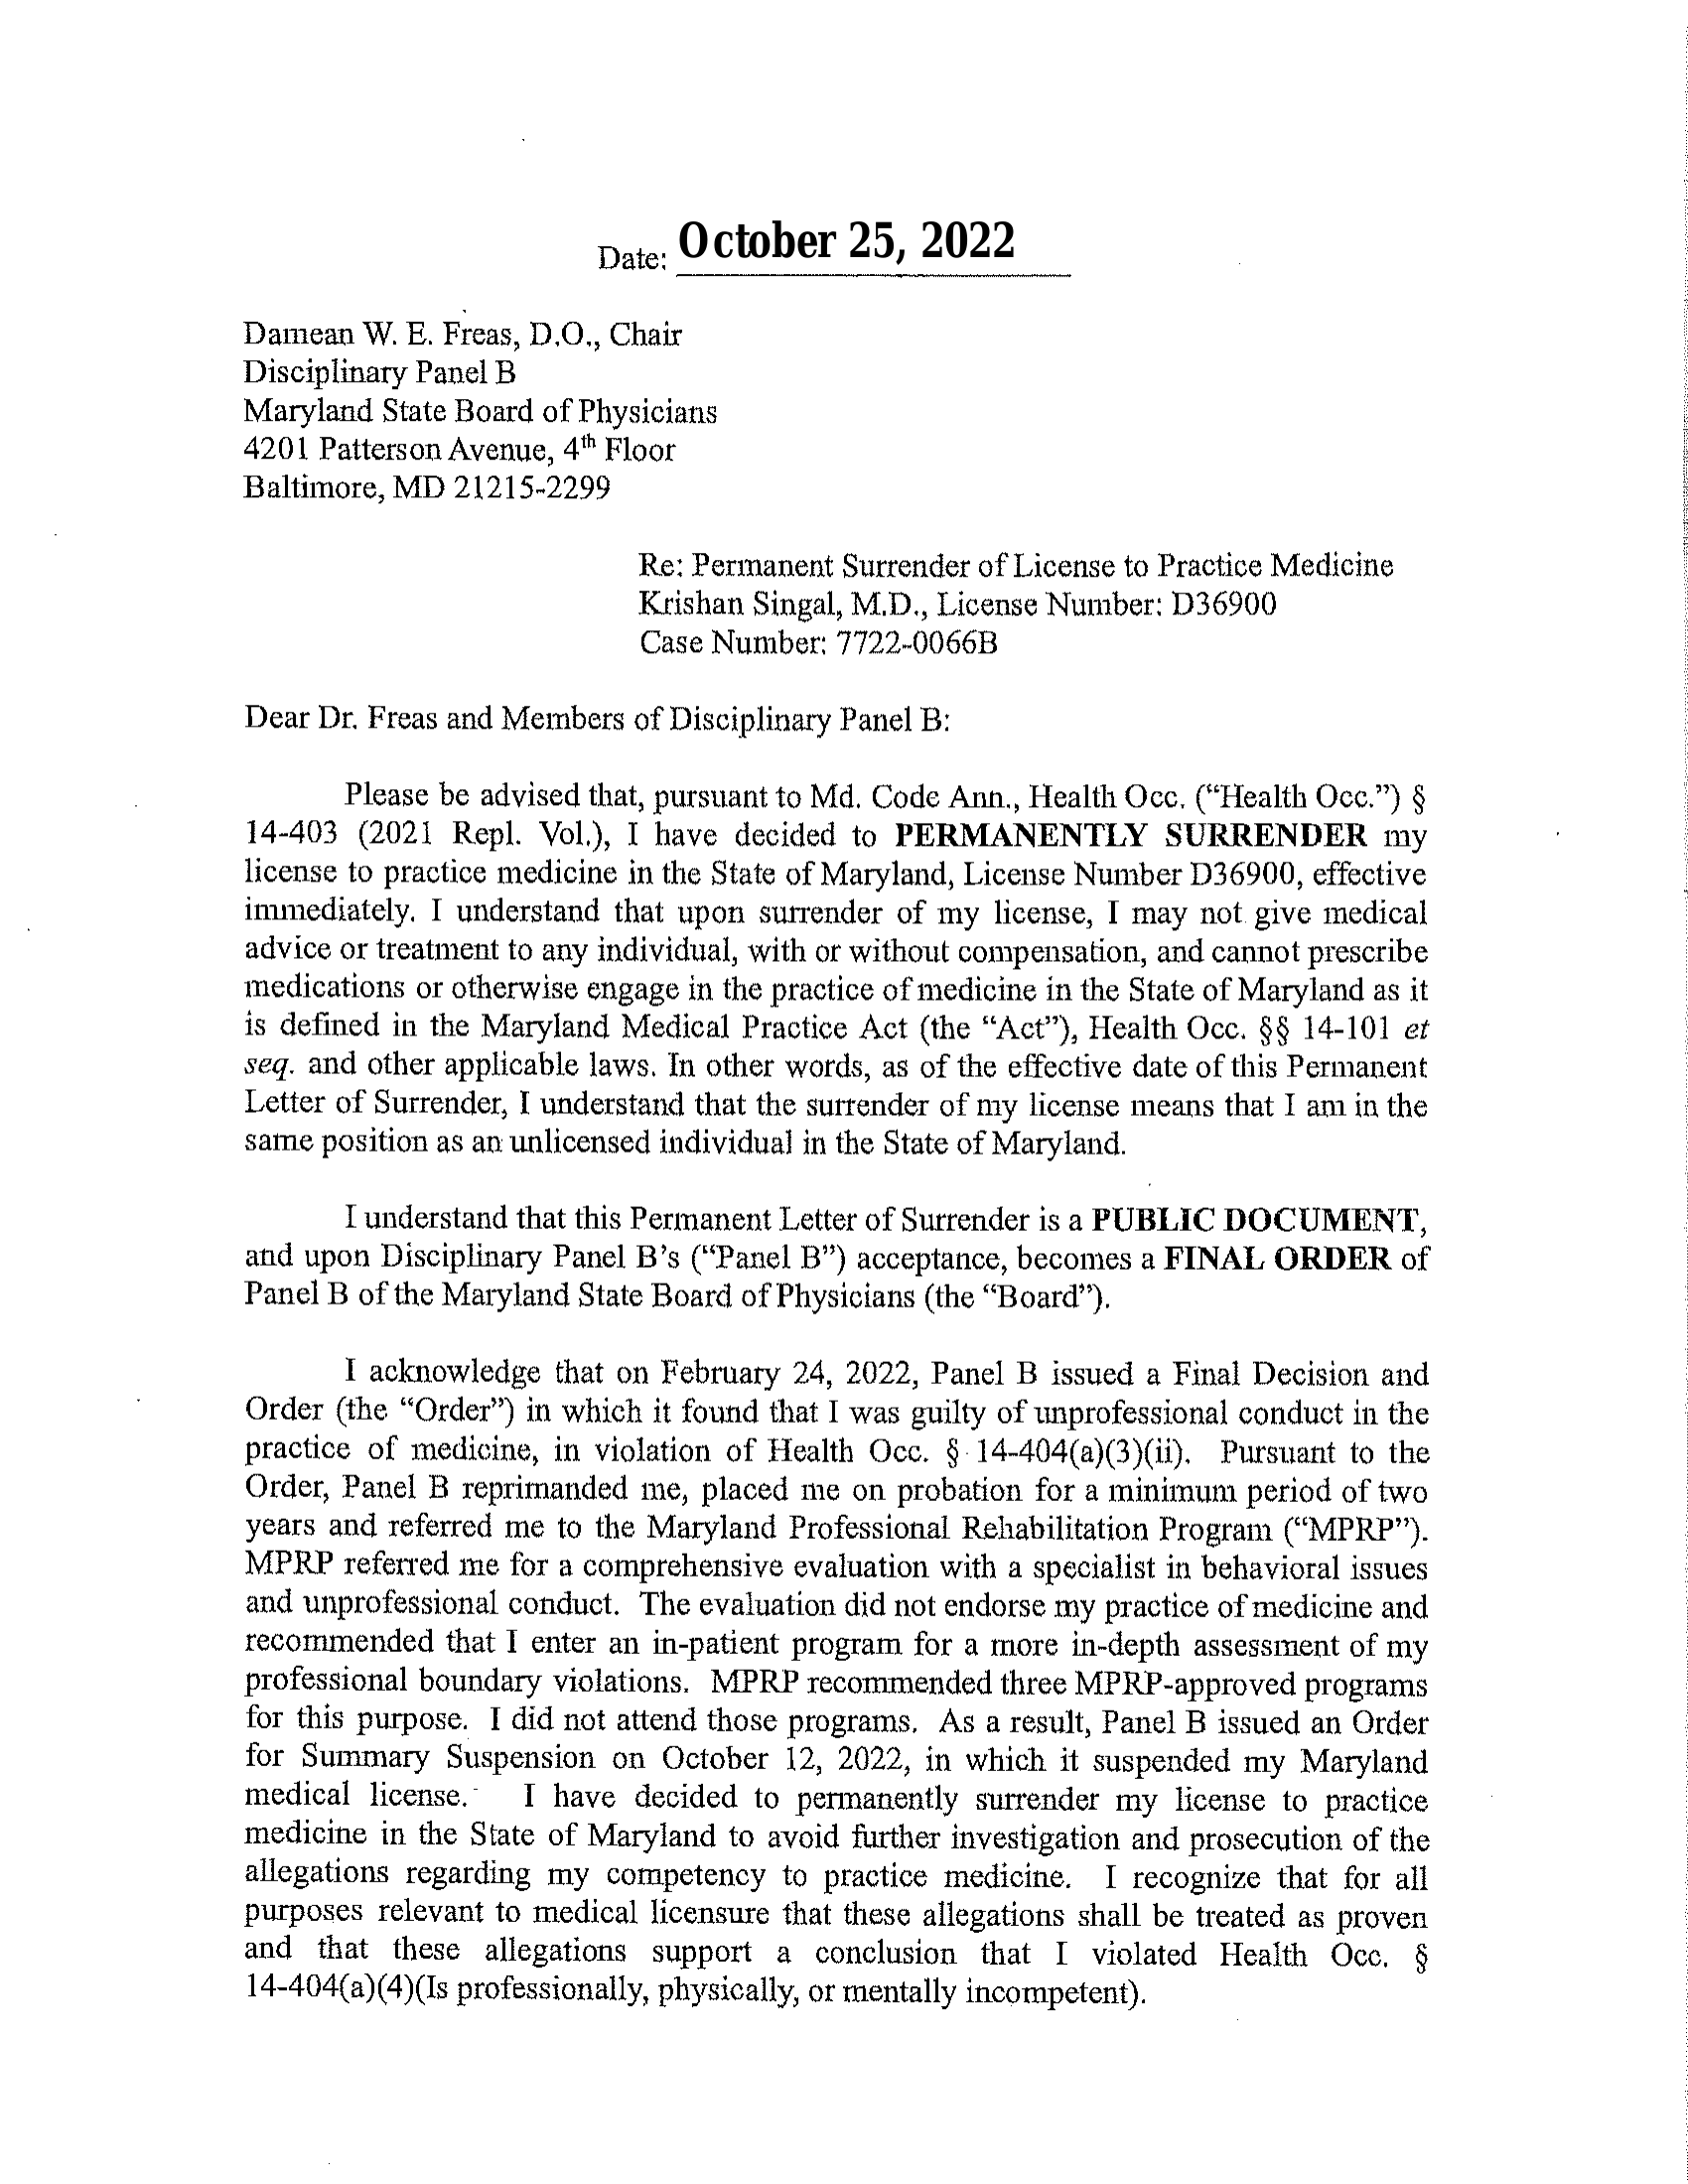 Date: October 25, 2022
Damean W. E. Freas, D.O., Chair
Disciplinary Panel B
Maryland State Board of Physicians
4201 Patterson Avenue, 4th Floor
Baltimore, MD 21215-2299
Re: Permanent Surrender of License to Practice Medicine
Krishan Singal, M.D., License Number: D36900
Case Number: 7722-0066B
Dear Dr. Freas and Members of Disciplinary Panel B:
Please be advised that, pursuant to Md. Code Ann., Health Occ. (“Health Occ.”) §
14-403 (2021 Repl. Vol.), I have decided to PERMANENTLY SURRENDER my
license to practice medicine in the State of Maryland, License Number D36900, effective
immediately. I understand that upon surrender of my license, I may not give medical
advice or treatment to any individual, with or without compensation, and cannot prescribe
medications or otherwise engage in the practice of medicine in the State of Maryland as it
is defined in the Maryland Medical Practice Act (the “Act”), Health Occ. §§ 14-101 et
seq. and other applicable laws. In other words, as of the effective date of this Permanent
Letter of Surrender, I understand that the surrender of my license means that I am in the
same position as an unlicensed individual in the State of Maryland.
I understand that this Permanent Letter of Surrender is a PUBLIC DOCUMENT,
and upon Disciplinary Panel B’s (“Panel B”) acceptance, becomes a FINAL ORDER of
Panel B of the Maryland State Board of Physicians (the “Board”).
I acknowledge that on February 24, 2022, Panel B issued a Final Decision and
Order (the “Order”) in which it found that I was guilty of unprofessional conduct in the
practice of medicine, in violation of Health Occ. § 14-404(a)(3)(ii). Pursuant to the
Order, Panel B reprimanded me, placed me on probation for a minimum period of two
years and referred me to the Maryland Professional Rehabilitation Program (“MPRP”).
MPRP referred me for a comprehensive evaluation with a specialist in behavioral issues
and unprofessional conduct. The evaluation did not endorse my practice of medicine and
recommended that I enter an in-patient program for a more in-depth assessment of my
professional boundary violations. MPRP recommended three MPRP-approved programs
for this purpose. I did not attend those programs. As a result, Panel B issued an Order
for Summary Suspension on October 12, 2022, in which it suspended my Maryland
medical license. I have decided to permanently surrender my license to practice
medicine in the State of Maryland to avoid further investigation and prosecution of the
allegations regarding my competency to practice medicine. I recognize that for all
purposes relevant to medical licensure that these allegations shall be treated as proven
and that these allegations support a conclusion that I violated Health Occ. §
14-404(a)(4)(Is professionally, physically, or mentally incompetent).